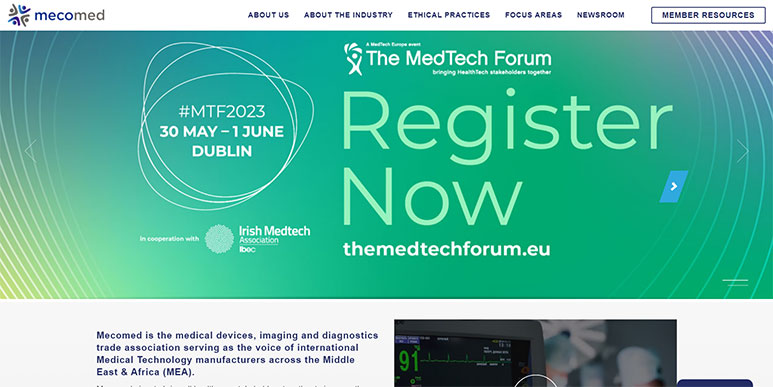 mecomed
ABOUT US ABOUT THE INDUSTRY ETHICAL PRACTICES FOCUS AREAS NEWSROOM MEMBER RESOURCES
A MedTech Europe event
The MedTech Forum
bringing HealthTech stakeholders together
#MTF2023
30 MAY – 1 JUNE
DUBLIN
Register
Now
In cooperation with
Irish Medtech
Association
Ibec
themedtechforum.eu
Mecomed is the medical devices, imaging and diagnostics
trade association serving as the voice of international
Medical Technology manufacturers across the Middle
East & Africa (MEA).
91